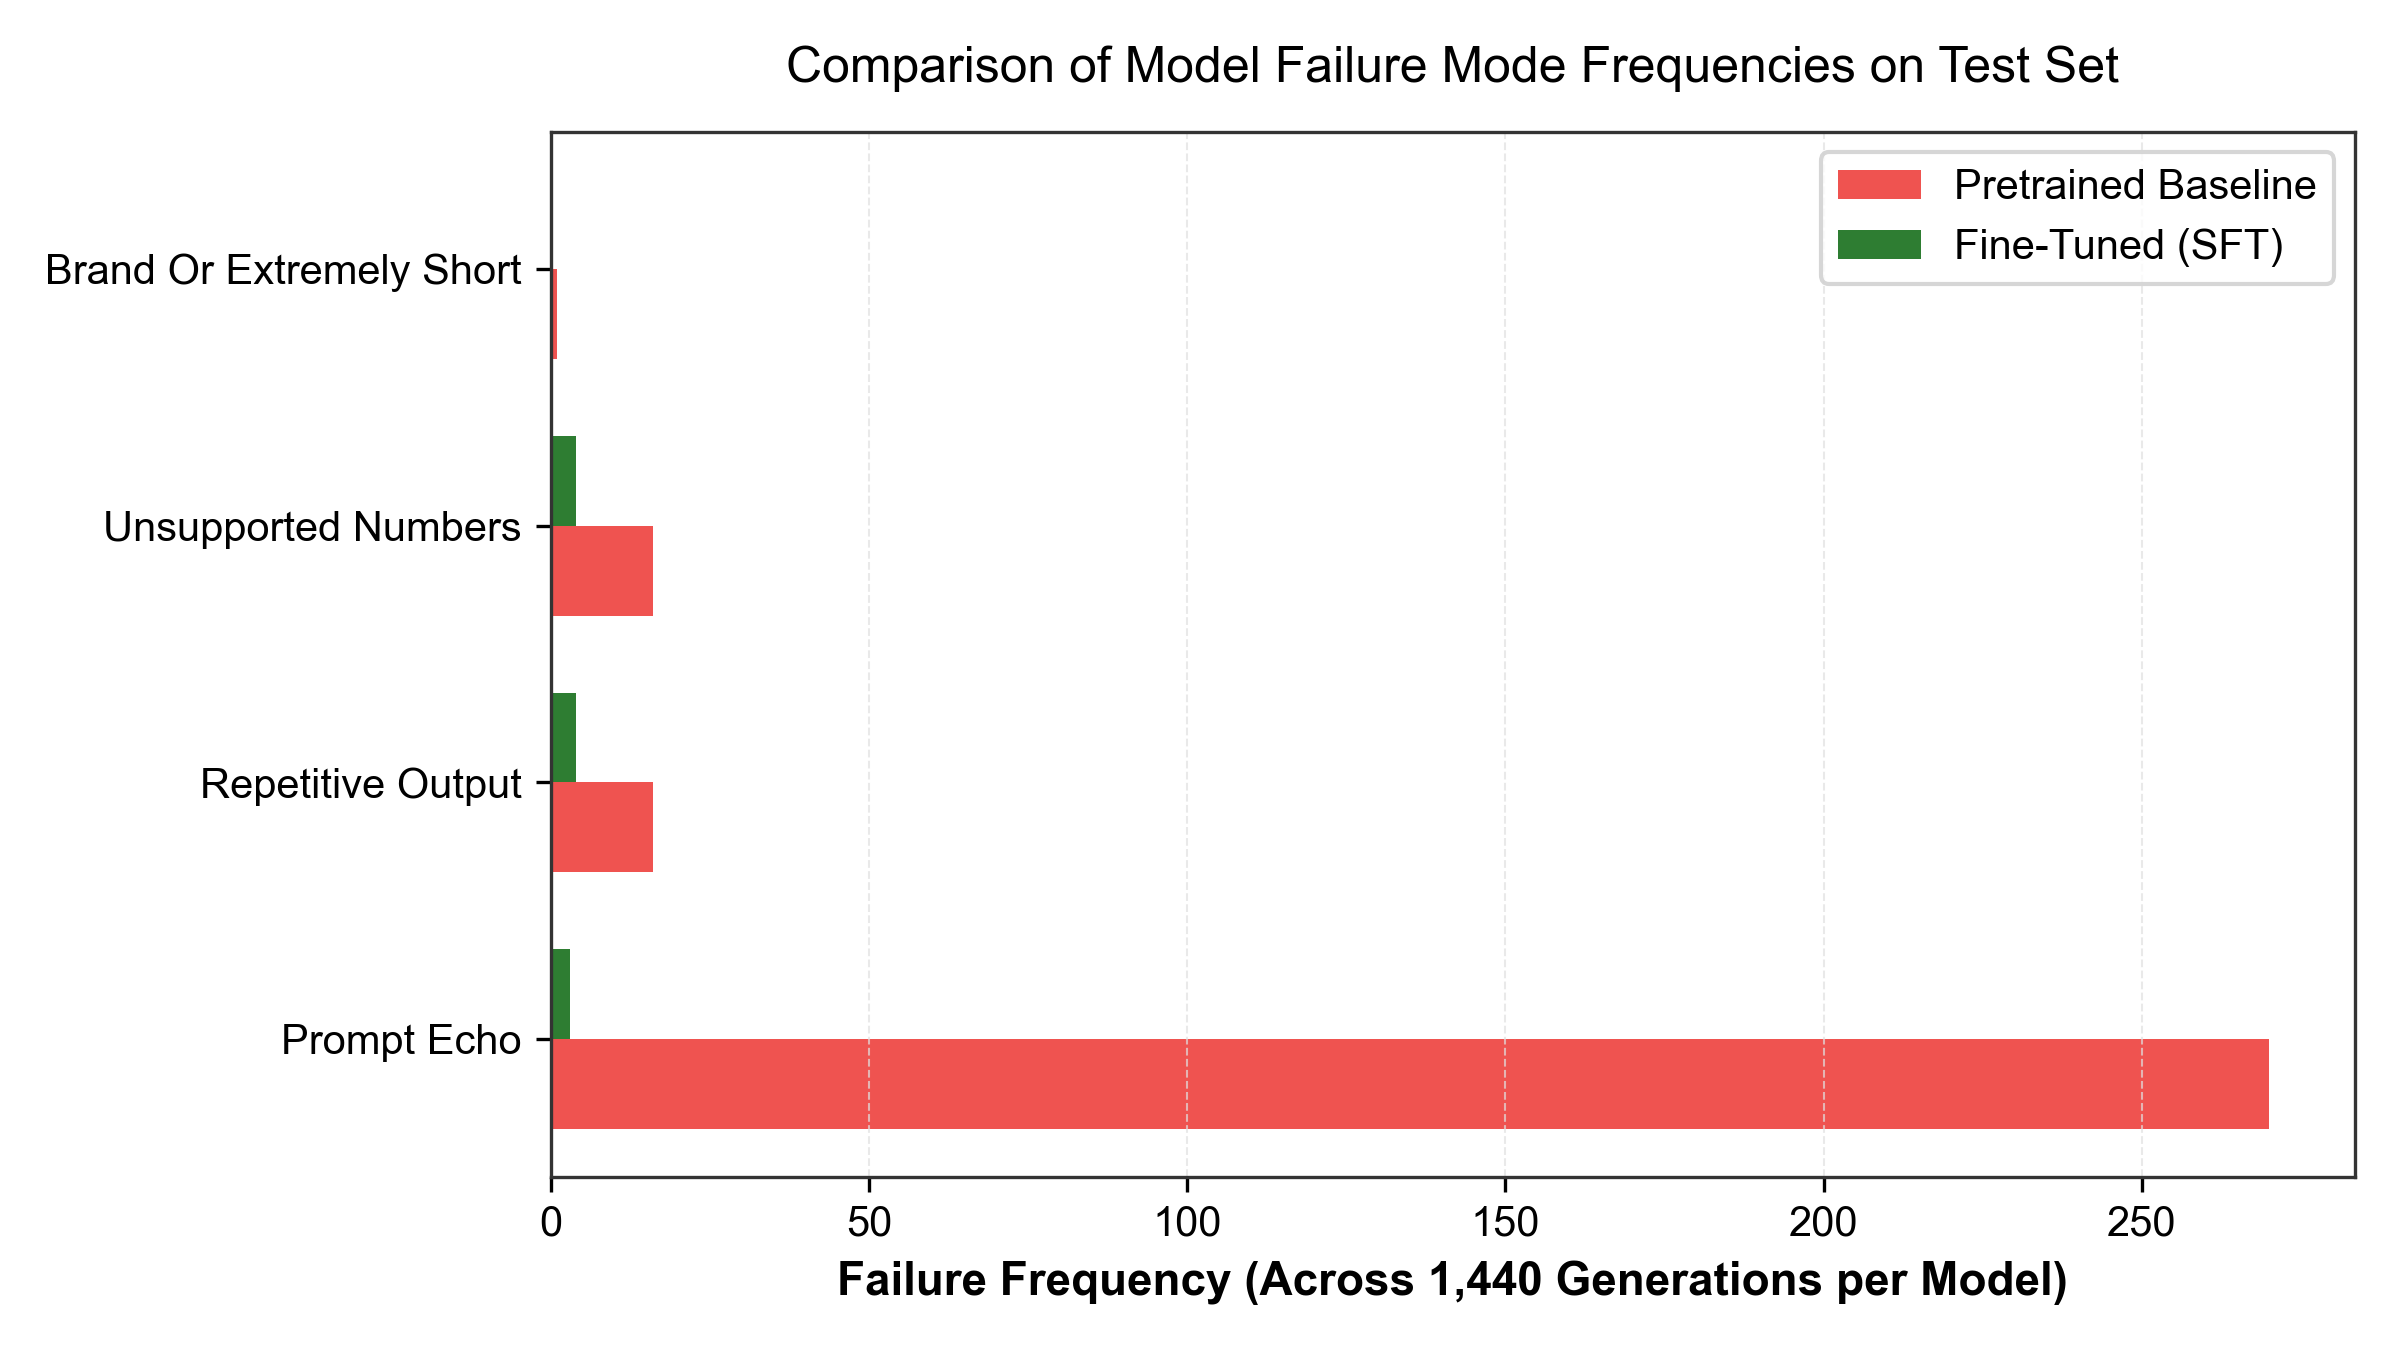 Comparison of Model Failure Mode Frequencies on Test Set
Pretrained Baseline
Fine-Tuned (SFT)
Brand Or Extremely Short
Unsupported Numbers
Repetitive Output
Prompt Echo
0 50 100 150 200 250
Failure Frequency (Across 1,440 Generations per Model)